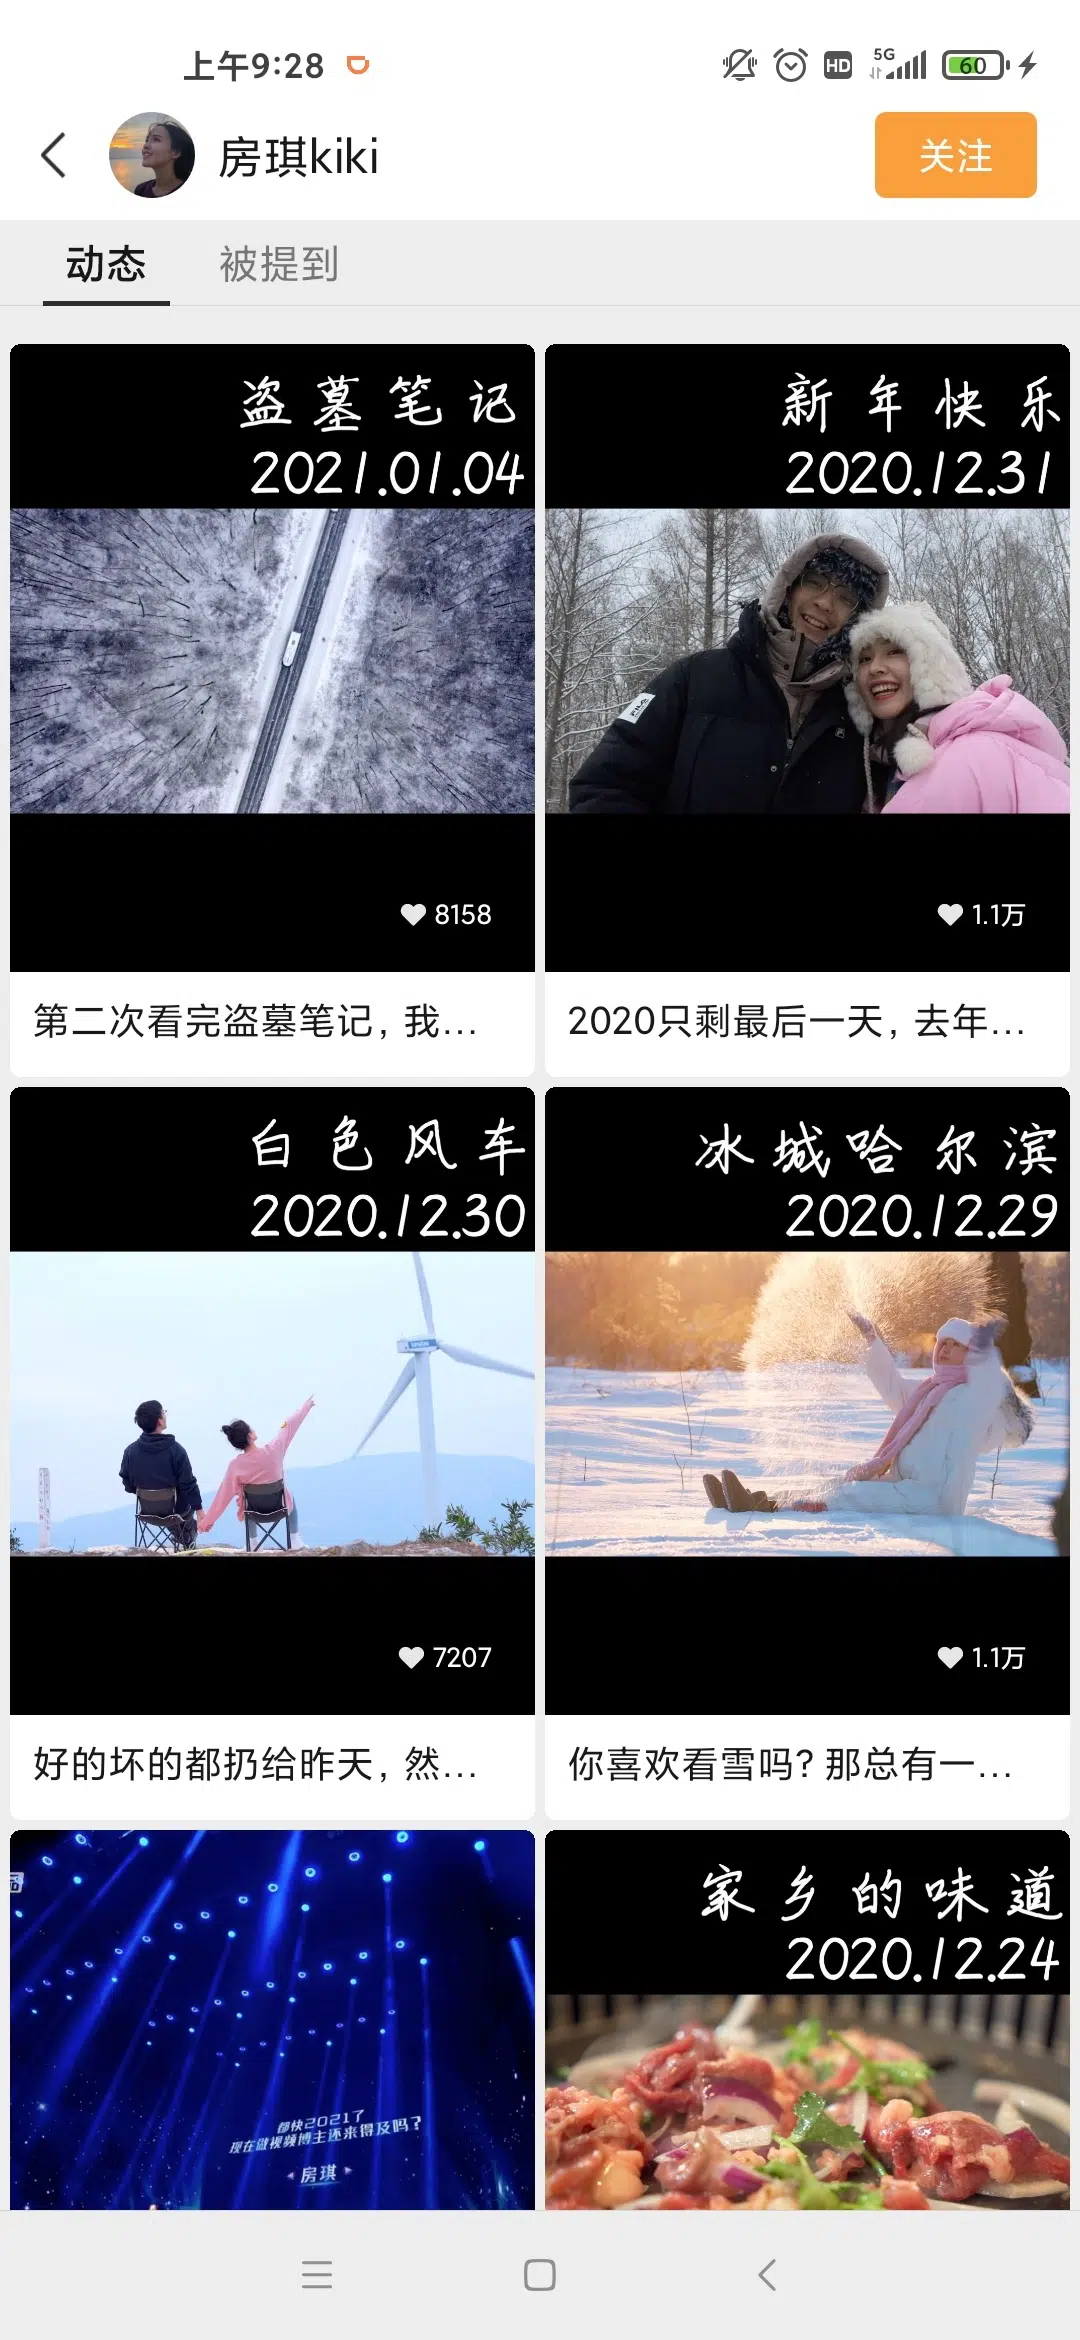 上午9:28
HD
5G
60
房琪kiki
关注
动态
被提到
盗墓笔记
2021.01.04
8158
第二次看完盗墓笔记，我...
新年快乐
2020.12.31
FILA
1.1万
2020只剩最后一天，去年...
白色风车
2020.12.30
7207
好的坏的都扔给昨天，然...
冰城哈尔滨
2020.12.29
1.1万
你喜欢看雪吗？那总有一...
都快2021了
现在做视频博主还来得及吗？
房琪
家乡的味道
2020.12.24